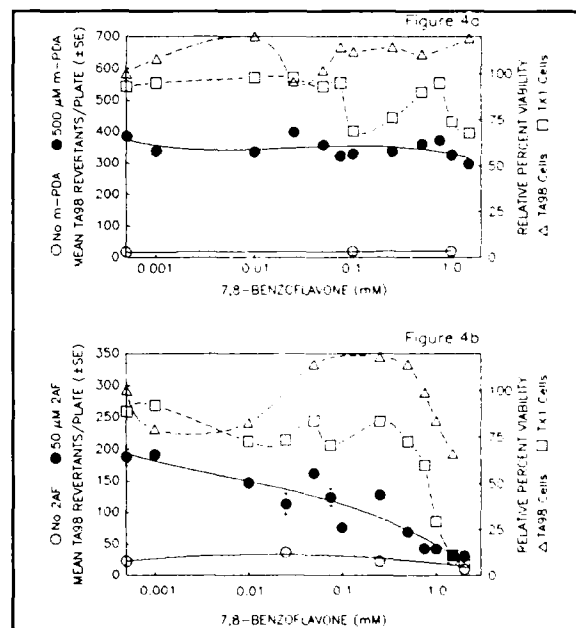 Figure 4a
○ No m-PDA ● 500 μM m-PDA
MEAN TA98 REVERTANTS/PLATE (±SE)
700
600
500
400
300
200
100
0
0.001
0.01
0.1
1.0
7,8-BENZOFLAVONE (mM)
100
75
50
25
0
RELATIVE PERCENT VIABILITY
△ TA98 Cells □ TX1 Cells
Figure 4b
○ No 2AF ● 50 μM 2AF
MEAN TA98 REVERTANTS/PLATE (±SE)
350
300
250
200
150
100
50
0
0.001
0.01
0.1
1.0
7,8-BENZOFLAVONE (mM)
100
75
50
25
0
RELATIVE PERCENT VIABILITY
△ TA98 Cells □ TX1 Cells